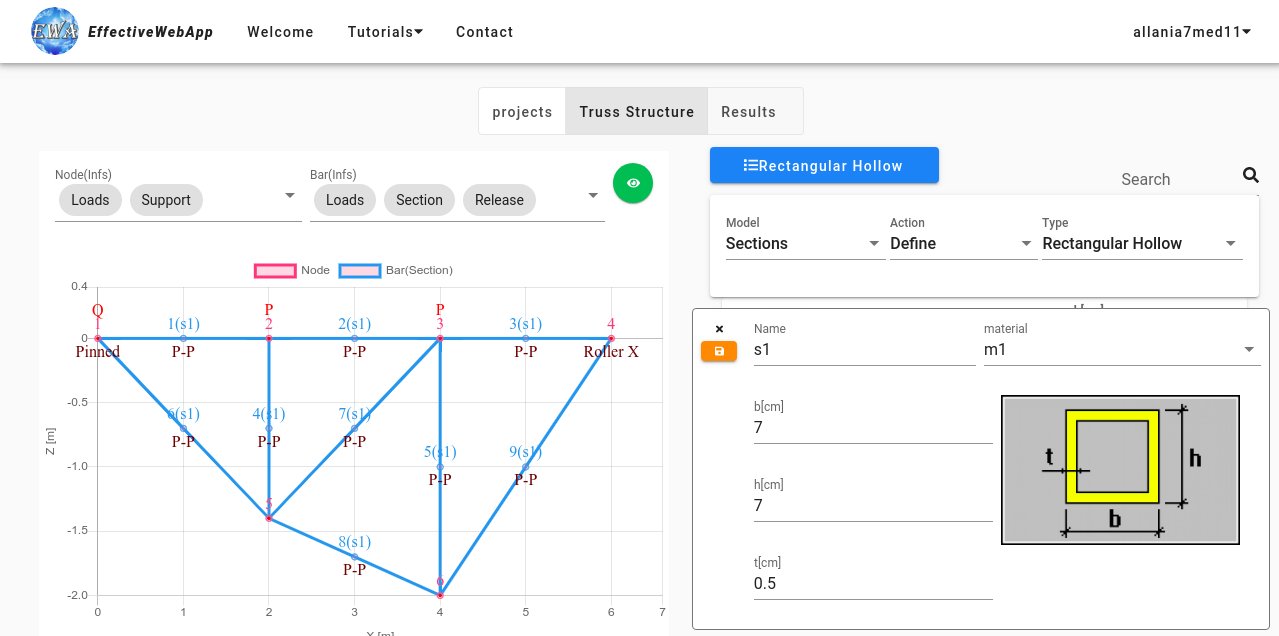 EWA EffectiveWebApp Welcome Tutorials Contact allania7med11
projects Truss Structure Results
Node(Infs) Bar(Infs)
Loads Support Loads Section Release
Rectangular Hollow
Search
Model Action Type
Sections Define Rectangular Hollow
Node Bar(Section)
0.4
Q P P
1 1(s1) 2 2(s1) 3 3(s1) 4
0
Pinned P-P P-P P-P Roller X
-0.5
6(s1) 4(s1) 7(s1)
P-P P-P P-P
Z [m]
-1.0
5(s1) 9(s1)
P-P P-P
5
-1.5
8(s1)
P-P
-2.0
0 1 2 3 4 5 6 7
X [m]
Name material
s1 m1
b[cm]
7
h[cm]
7
t[cm]
0.5
t h
b